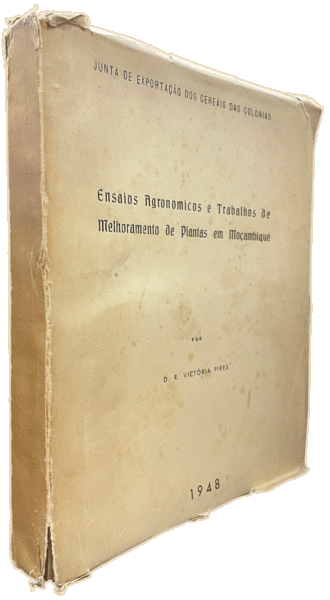 JUNTA DE EXPORTAÇÃO DOS CEREAIS DAS COLONIAS
Ensaios Agronomicos e Trabalhos de
Melhoramento de Plantas em Moçambique
POR
D. R. VICTÓRIA PIRES
1948